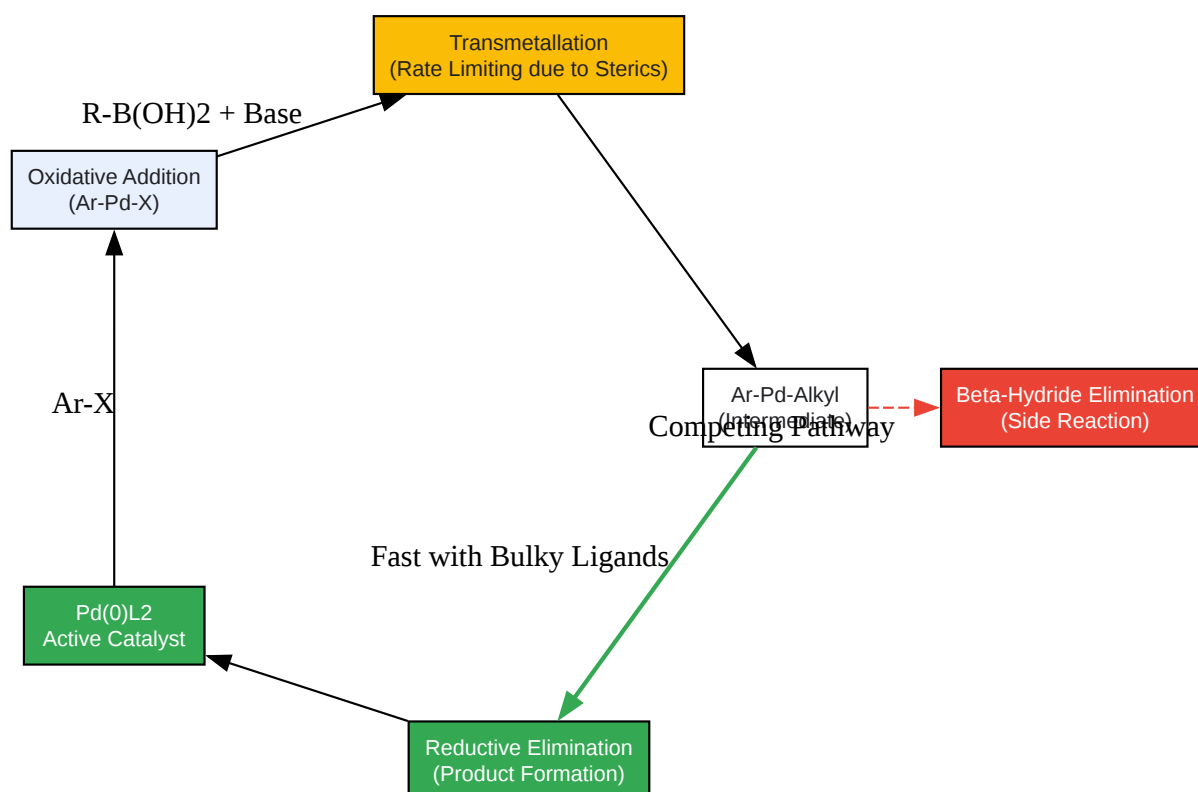 Transmetallation
(Rate Limiting due to Sterics)
R-B(OH)2 + Base
Oxidative Addition
(Ar-Pd-X)
Ar-Pd-Alkyl
(Intermediate)
Competing Pathway
Beta-Hydride Elimination
(Side Reaction)
Ar-X
Fast with Bulky Ligands
Pd(0)L2
Active Catalyst
Reductive Elimination
(Product Formation)